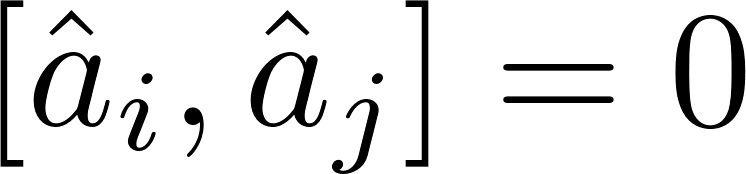 [â_i, â_j] = 0